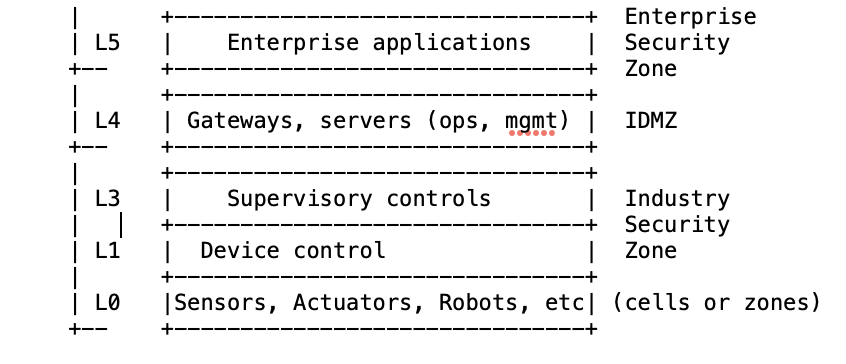 |      +--------------------------------+  Enterprise
| L5   |    Enterprise applications     |  Security
+--    +--------------------------------+  Zone
|      +--------------------------------+
| L4   | Gateways, servers (ops, mgmt)  |  IDMZ
+--    +--------------------------------+
|      +--------------------------------+
| L3   |    Supervisory controls        |  Industry
|  |   +--------------------------------+  Security
| L1   |  Device control                |  Zone
|      +--------------------------------+
| L0   |Sensors, Actuators, Robots, etc| (cells or zones)
+--    +--------------------------------+